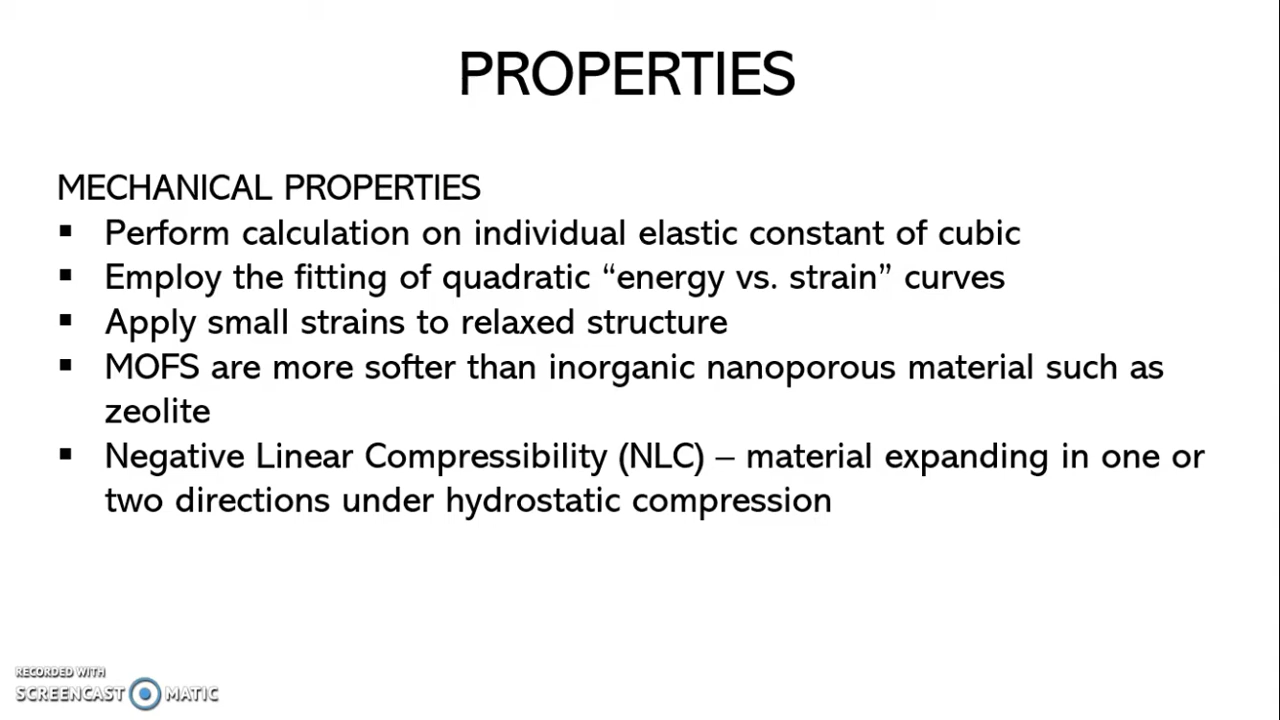 PROPERTIES
MECHANICAL PROPERTIES
▪ Perform calculation on individual elastic constant of cubic
▪ Employ the fitting of quadratic “energy vs. strain” curves
▪ Apply small strains to relaxed structure
▪ MOFS are more softer than inorganic nanoporous material such as
zeolite
▪ Negative Linear Compressibility (NLC) – material expanding in one or
two directions under hydrostatic compression
RECORDED WITH
SCREENCAST MATIC